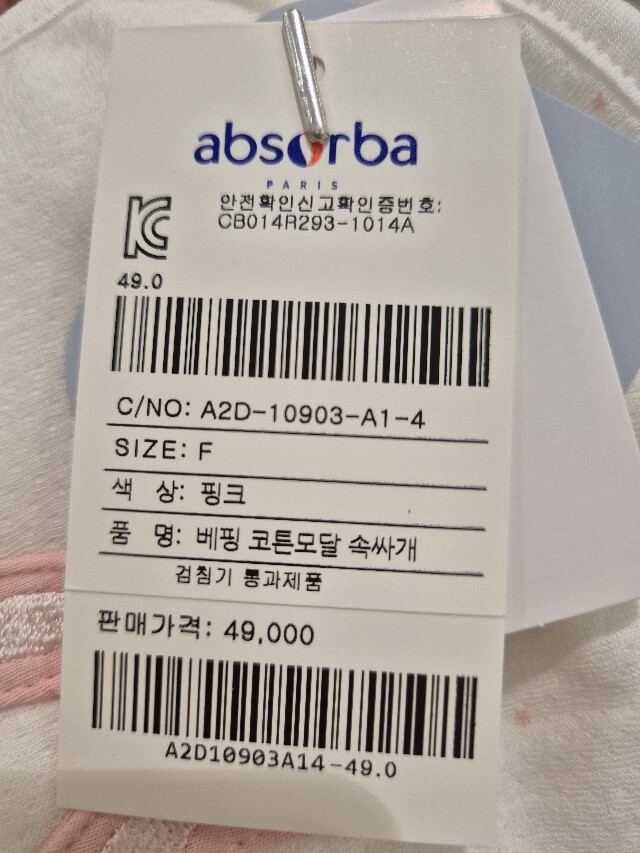 absorba
PARIS
안전확인신고확인증번호:
CB014R293-1014A
49.0
C/NO: A2D-10903-A1-4
SIZE: F
색 상: 핑크
품 명: 베핑 코튼모달 속싸개
검침기 통과제품
판매가격: 49,000
A2D10903A14-49.0